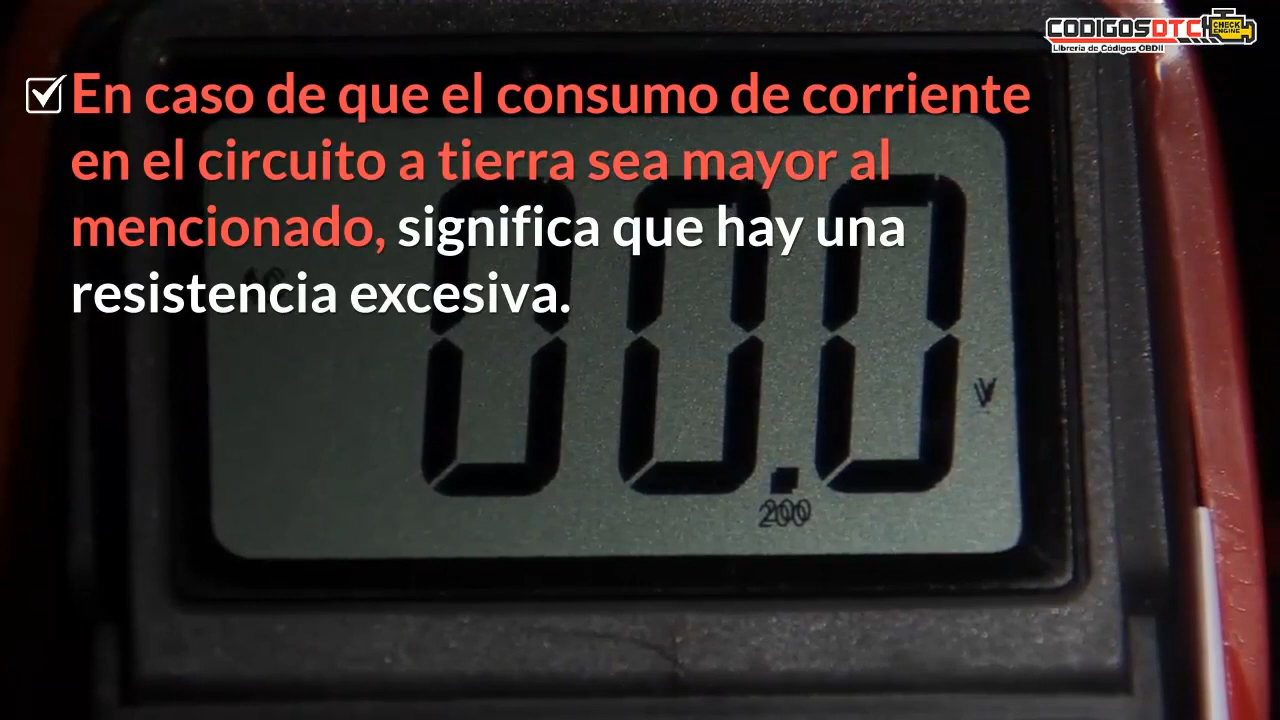 CODIGOSDTC
CHECK
ENGINE
Librería de Códigos OBDII
En caso de que el consumo de corriente
en el circuito a tierra sea mayor al
mencionado, significa que hay una
resistencia excesiva.
00.0
V
200